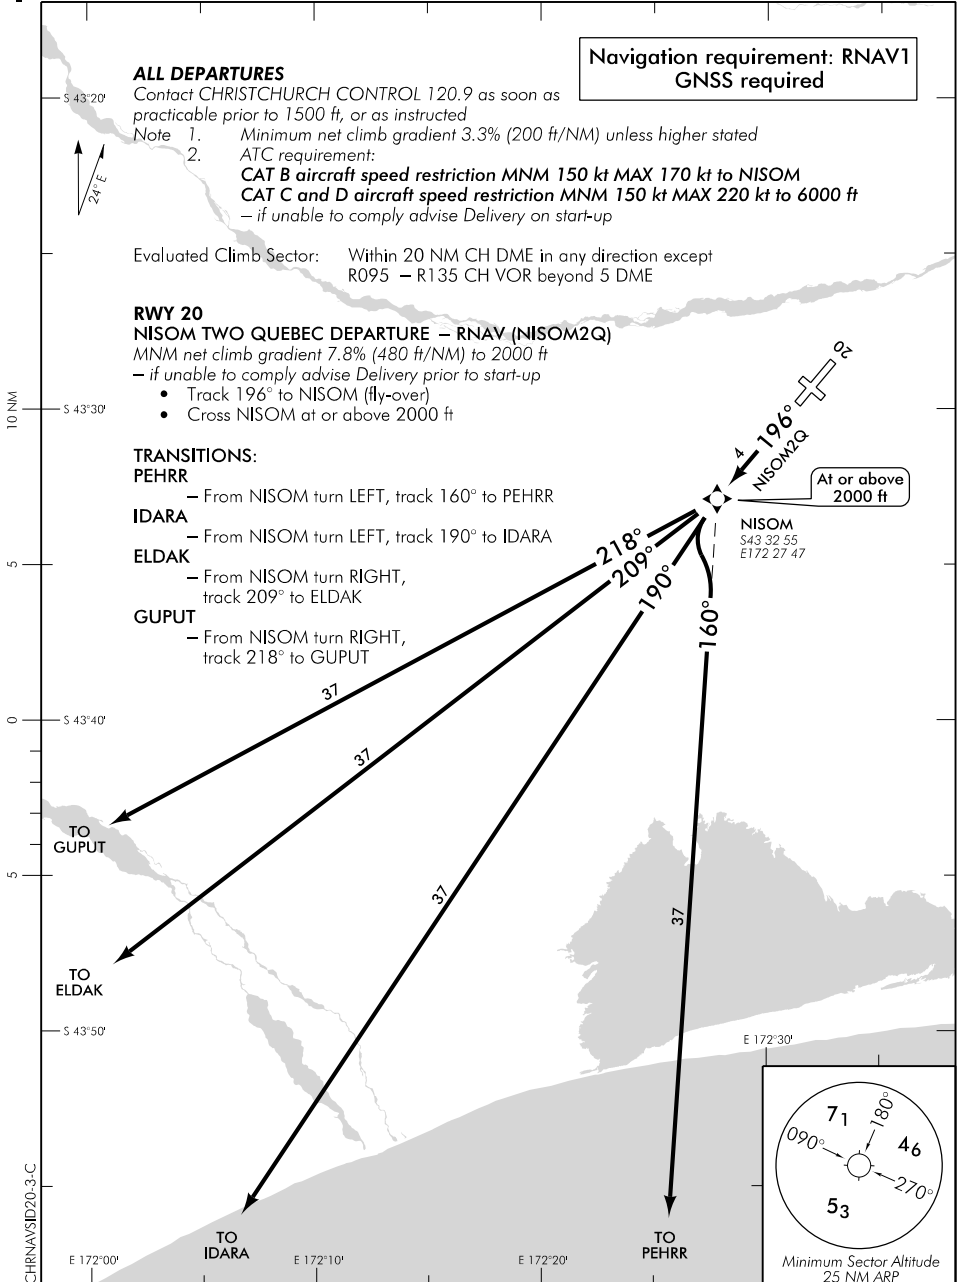 Navigation requirement: RNAV1
GNSS required
ALL DEPARTURES
Contact CHRISTCHURCH CONTROL 120.9 as soon as
practicable prior to 1500 ft, or as instructed
Note 1. Minimum net climb gradient 3.3% (200 ft/NM) unless higher stated
2. ATC requirement:
CAT B aircraft speed restriction MNM 150 kt MAX 170 kt to NISOM
CAT C and D aircraft speed restriction MNM 150 kt MAX 220 kt to 6000 ft
– if unable to comply advise Delivery on start-up
Evaluated Climb Sector: Within 20 NM CH DME in any direction except
R095 – R135 CH VOR beyond 5 DME
RWY 20
NISOM TWO QUEBEC DEPARTURE – RNAV (NISOM2Q)
MNM net climb gradient 7.8% (480 ft/NM) to 2000 ft
– if unable to comply advise Delivery prior to start-up
• Track 196° to NISOM (fly-over)
• Cross NISOM at or above 2000 ft
TRANSITIONS:
PEHRR
– From NISOM turn LEFT, track 160° to PEHRR
IDARA
– From NISOM turn LEFT, track 190° to IDARA
ELDAK
– From NISOM turn RIGHT,
track 209° to ELDAK
GUPUT
– From NISOM turn RIGHT,
track 218° to GUPUT
S 43°20'
24° E
S 43°30'
S 43°40'
S 43°50'
10 NM
5
0
5
20
196°
4
NISOM2Q
At or above
2000 ft
NISOM
S43 32 55
E172 27 47
218°
209°
190°
160°
37
37
37
37
TO
GUPUT
TO
ELDAK
TO
IDARA
TO
PEHRR
E 172°30'
E 172°00'
E 172°10'
E 172°20'
71
46
53
180°
090°
270°
Minimum Sector Altitude
25 NM ARP
CHRNAVSID20-3-C